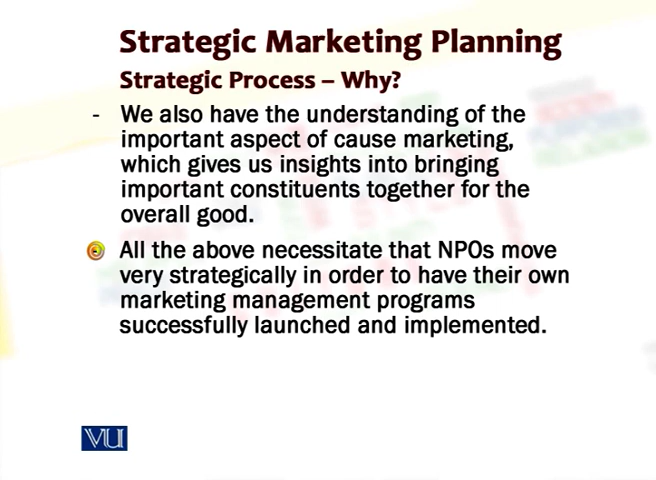 Strategic Marketing Planning
Strategic Process – Why?
- We also have the understanding of the
important aspect of cause marketing,
which gives us insights into bringing
important constituents together for the
overall good.
All the above necessitate that NPOs move
very strategically in order to have their own
marketing management programs
successfully launched and implemented.
VU